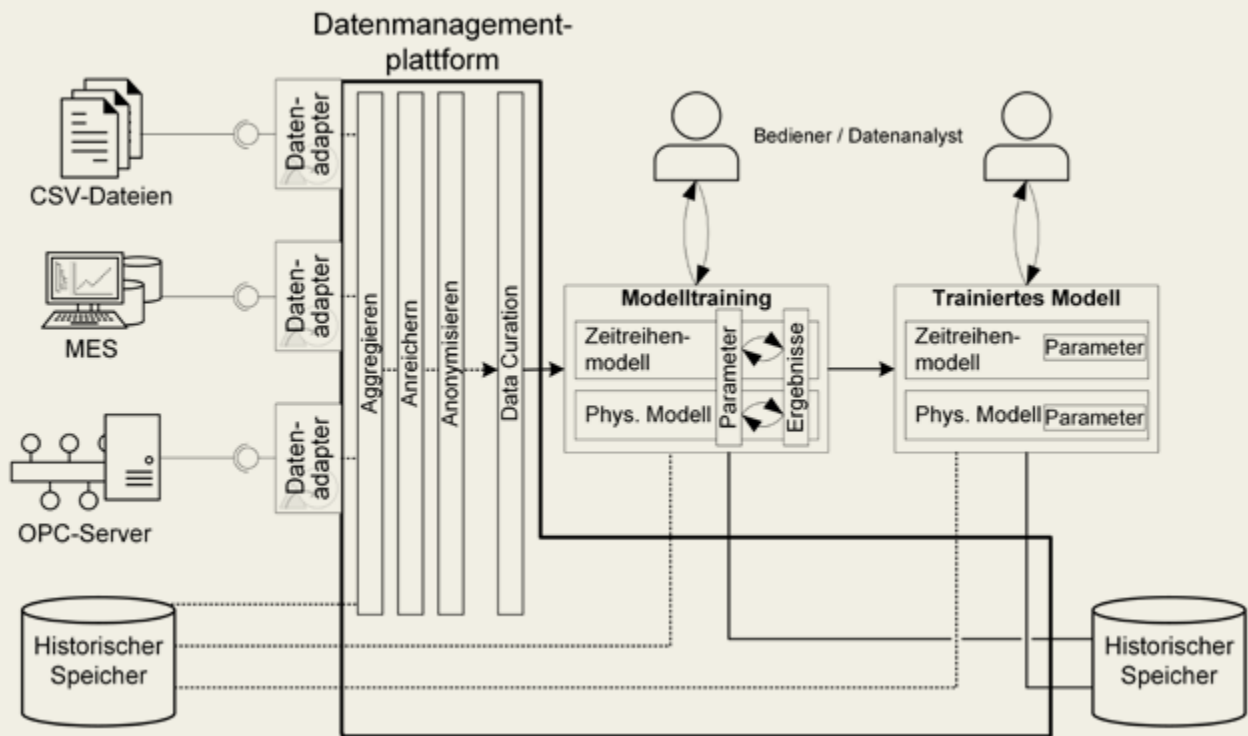 Datenmanagement-
plattform
CSV-Dateien
MES
OPC-Server
Daten-
adapter
Daten-
adapter
Daten-
adapter
Aggregieren
Anreichern
Anonymisieren
Data Curation
Bediener / Datenanalyst
Modelltraining
Zeitreihen-
modell
Phys. Modell
Parameter
Ergebnisse
Trainiertes Modell
Zeitreihen-
modell
Parameter
Phys. Modell
Parameter
Historischer
Speicher
Historischer
Speicher